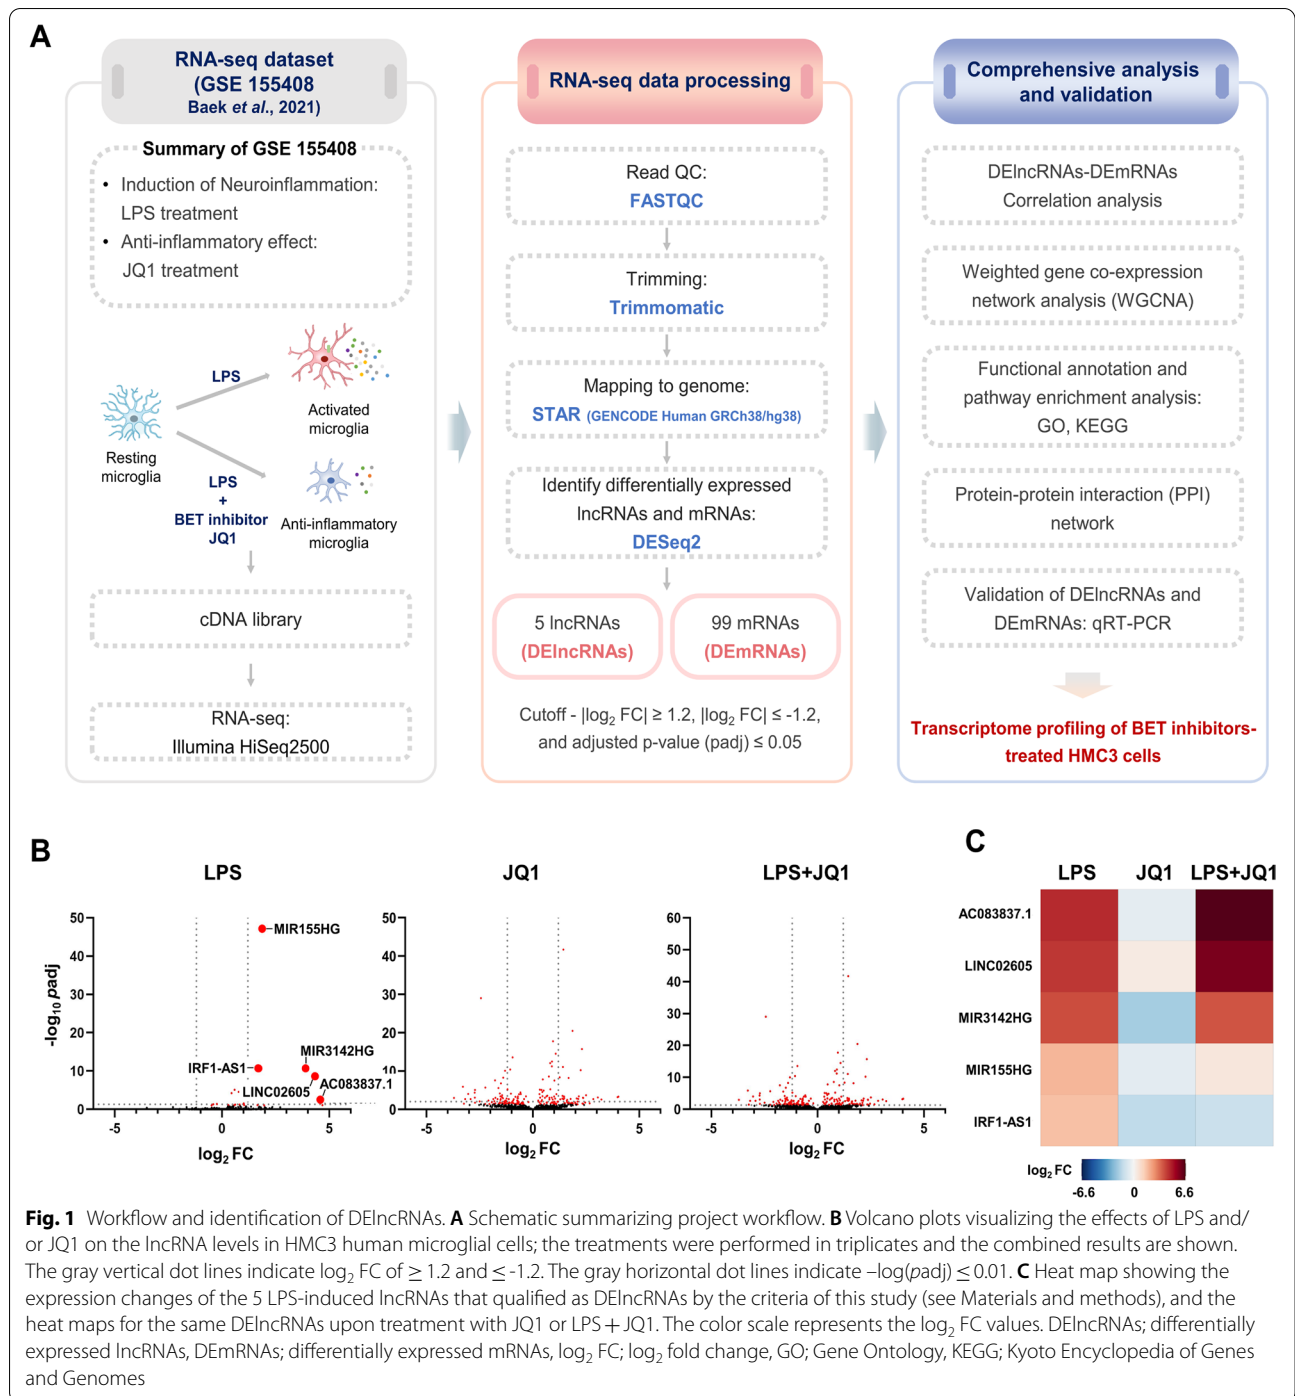 A
RNA-seq dataset
(GSE 155408
Baek et al., 2021)
Summary of GSE 155408
• Induction of Neuroinflammation:
LPS treatment
• Anti-inflammatory effect:
JQ1 treatment
LPS
Activated
microglia
Resting
microglia
LPS
+
BET inhibitor
JQ1
Anti-inflammatory
microglia
cDNA library
RNA-seq:
Illumina HiSeq2500
RNA-seq data processing
Read QC:
FASTQC
Trimming:
Trimmomatic
Mapping to genome:
STAR (GENCODE Human GRCh38/hg38)
Identify differentially expressed
lncRNAs and mRNAs:
DESeq2
5 lncRNAs
(DElncRNAs)
99 mRNAs
(DEmRNAs)
Cutoff - |log₂ FC| ≥ 1.2, |log₂ FC| ≤ -1.2,
and adjusted p-value (padj) ≤ 0.05
Comprehensive analysis
and validation
DElncRNAs-DEmRNAs
Correlation analysis
Weighted gene co-expression
network analysis (WGCNA)
Functional annotation and
pathway enrichment analysis:
GO, KEGG
Protein-protein interaction (PPI)
network
Validation of DElncRNAs and
DEmRNAs: qRT-PCR
Transcriptome profiling of BET inhibitors-
treated HMC3 cells
B
LPS
-log₁₀ padj
50
40
30
20
10
0
MIR155HG
MIR3142HG
IRF1-AS1
LINC02605
AC083837.1
-5 0 5
log₂ FC
JQ1
50
40
30
20
10
0
-5 0 5
log₂ FC
LPS+JQ1
60
50
40
30
20
10
0
-5 0 5
log₂ FC
C
LPS JQ1 LPS+JQ1
AC083837.1
LINC02605
MIR3142HG
MIR155HG
IRF1-AS1
log₂ FC
-6.6 0 6.6
Fig. 1 Workflow and identification of DElncRNAs. A Schematic summarizing project workflow. B Volcano plots visualizing the effects of LPS and/
or JQ1 on the lncRNA levels in HMC3 human microglial cells; the treatments were performed in triplicates and the combined results are shown.
The gray vertical dot lines indicate log₂ FC of ≥ 1.2 and ≤ -1.2. The gray horizontal dot lines indicate –log(padj) ≤ 0.01. C Heat map showing the
expression changes of the 5 LPS-induced lncRNAs that qualified as DElncRNAs by the criteria of this study (see Materials and methods), and the
heat maps for the same DElncRNAs upon treatment with JQ1 or LPS + JQ1. The color scale represents the log₂ FC values. DElncRNAs; differentially
expressed lncRNAs, DEmRNAs; differentially expressed mRNAs, log₂ FC; log₂ fold change, GO; Gene Ontology, KEGG; Kyoto Encyclopedia of Genes
and Genomes